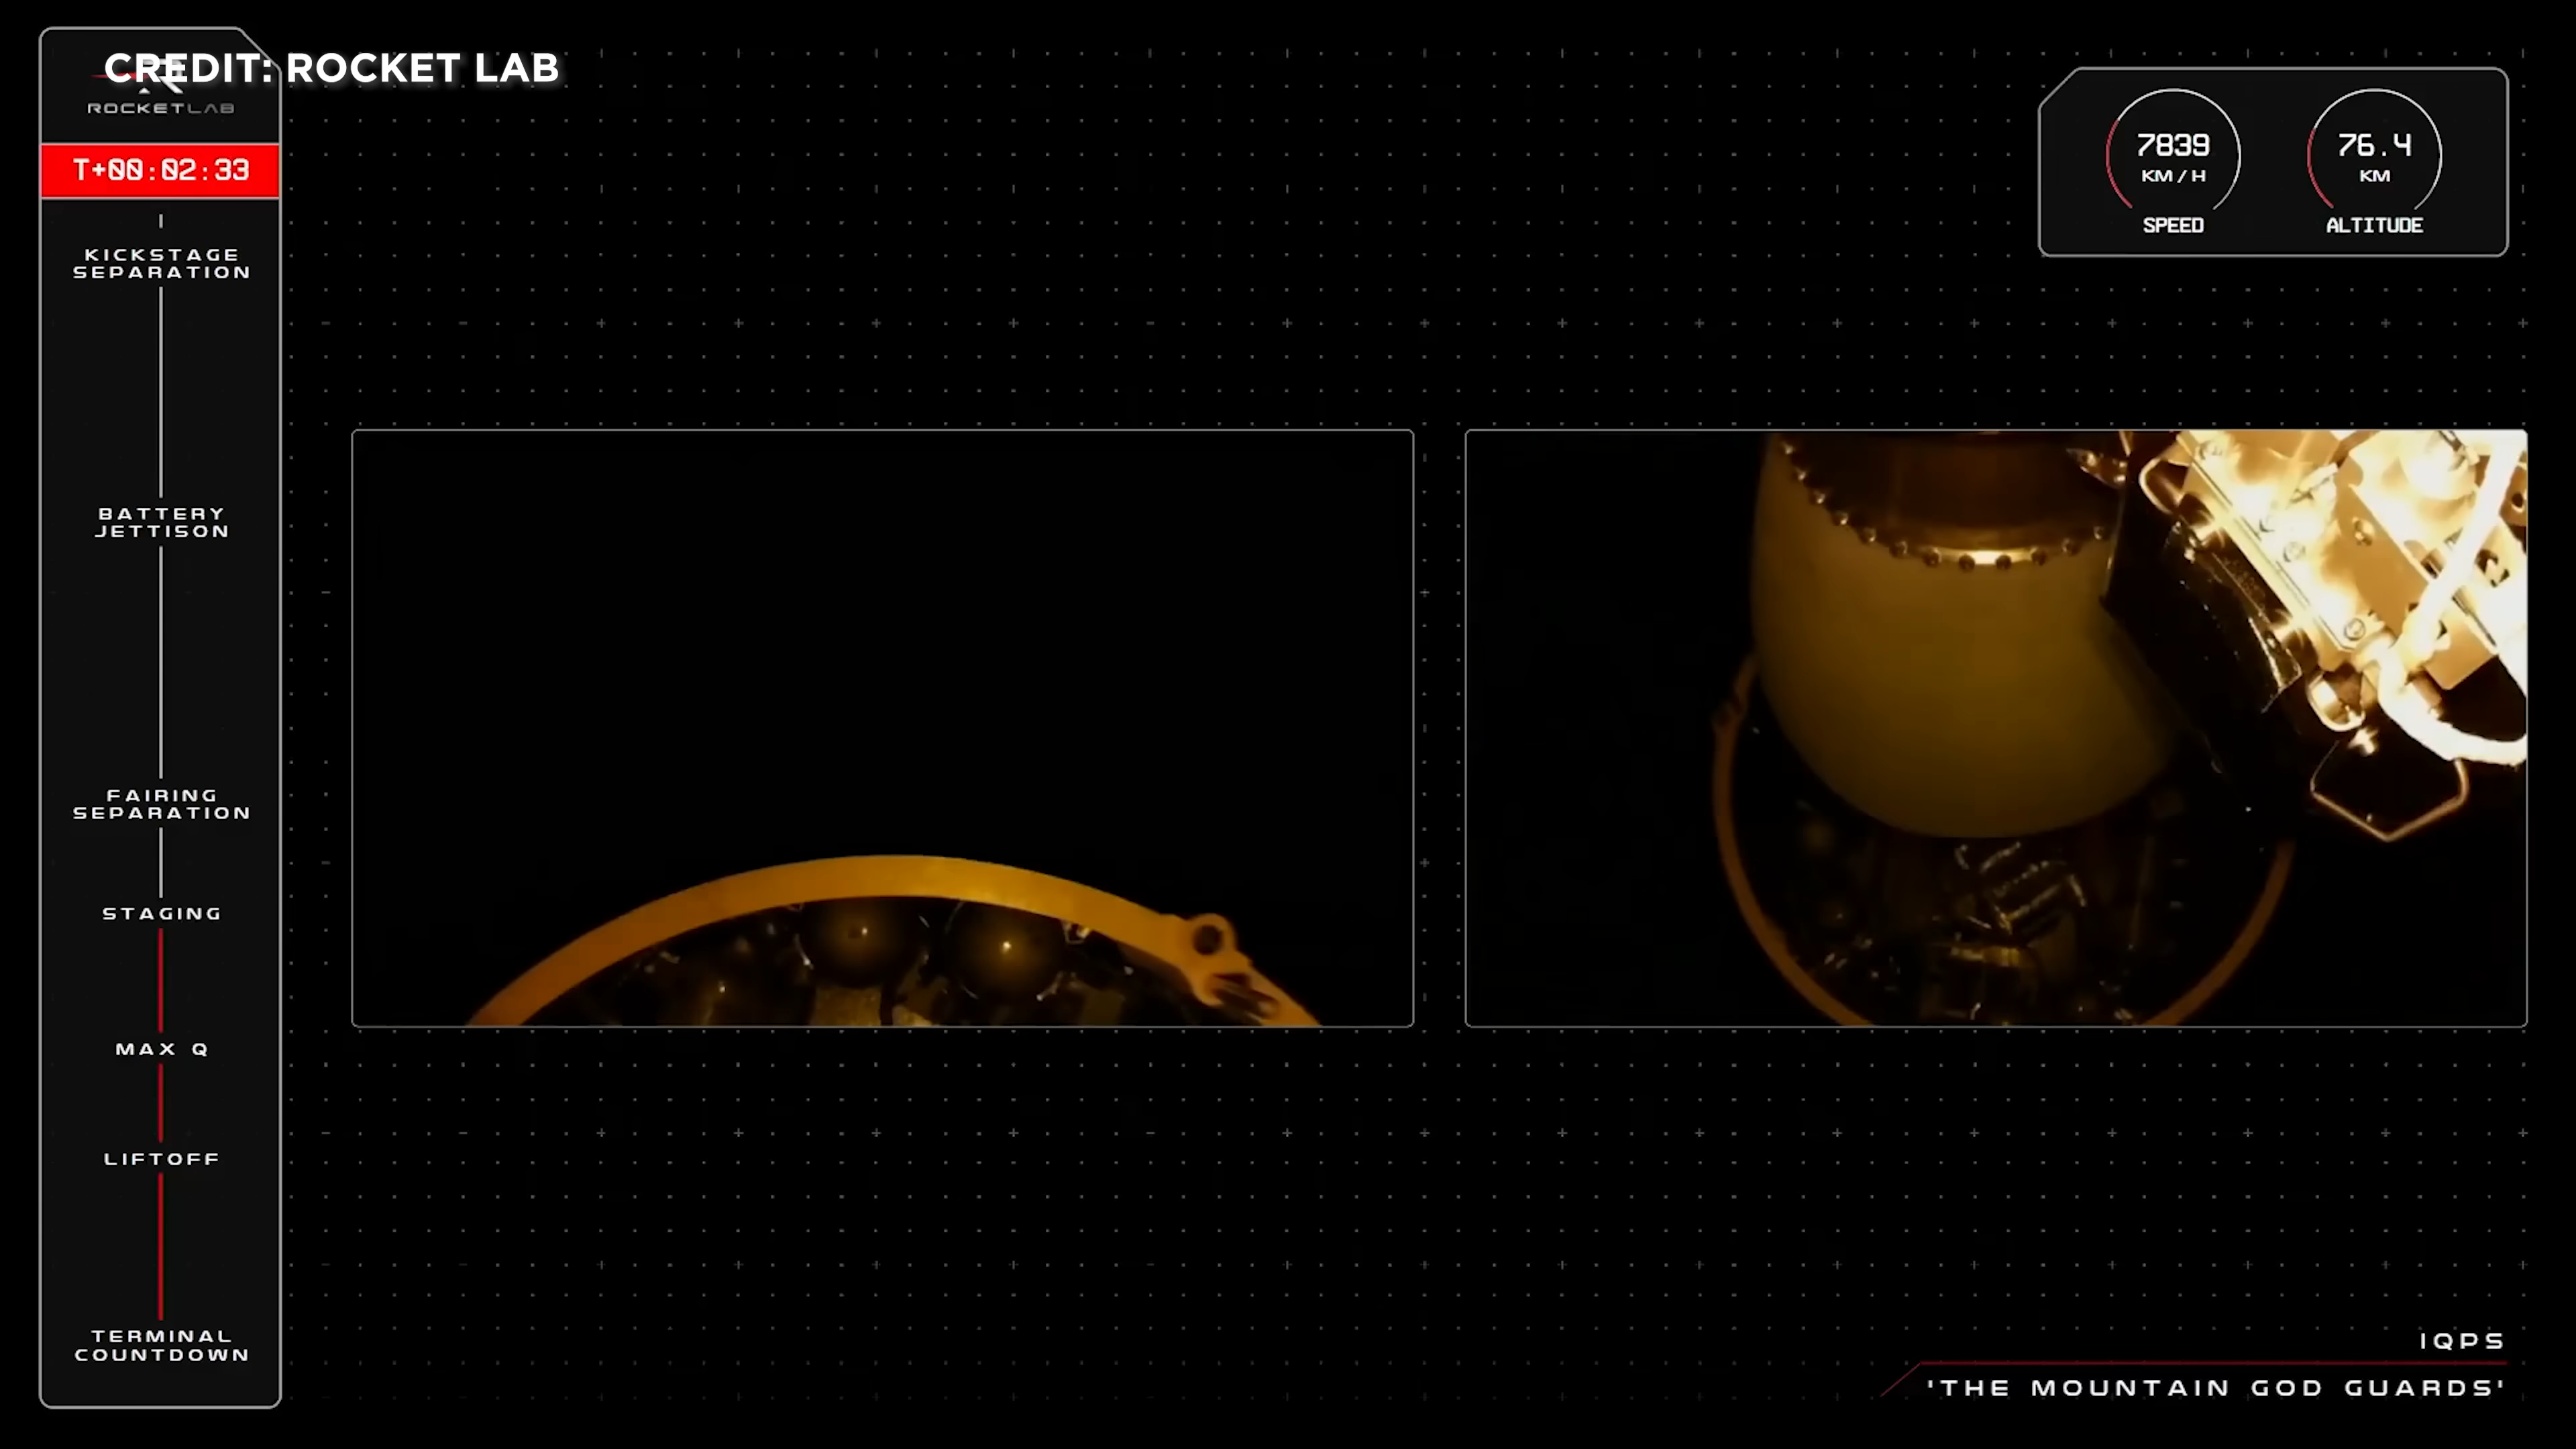 CREDIT: ROCKET LAB
ROCKETLAB
T+00:02:33
KICKSTAGE
SEPARATION
BATTERY
JETTISON
FAIRING
SEPARATION
STAGING
MAX Q
LIFTOFF
TERMINAL
COUNTDOWN
7839
KM/H
SPEED
76.4
KM
ALTITUDE
IQPS
'THE MOUNTAIN GOD GUARDS'